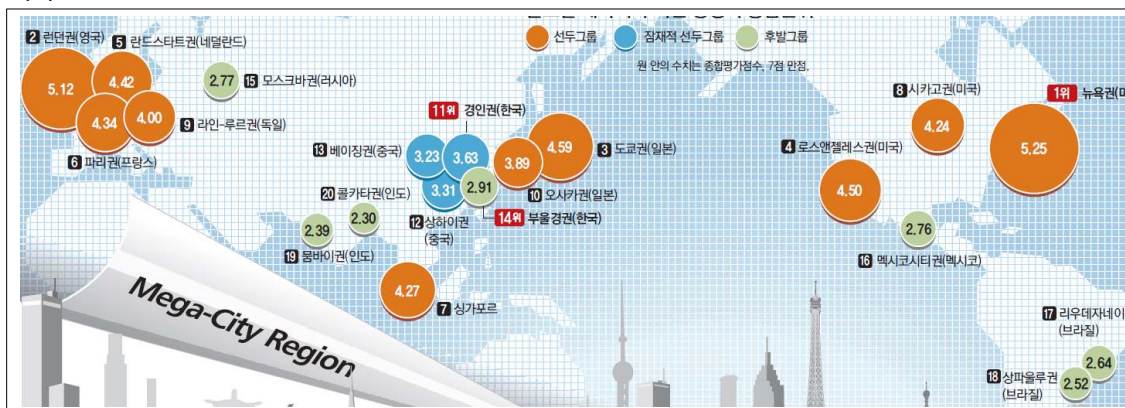 선두그룹 잠재적 선두그룹 후발그룹
원 안의 수치는 종합평가점수, 7점 만점.
2 런던권(영국)
5.12
5 란드스타트권(네덜란드)
4.42
4.34
6 파리권(프랑스)
4.00
9 라인-루르권(독일)
2.77
15 모스크바권(러시아)
11위 경인권(한국)
13 베이징권(중국)
3.23
3.63
3.31
12 상하이권
(중국)
2.91
14위 부울경권(한국)
3.89
10 오사카권(일본)
4.59
3 도쿄권(일본)
20 콜카타권(인도)
2.30
2.39
19 뭄바이권(인도)
4.27
7 싱가포르
8 시카고권(미국)
4.24
1위 뉴욕권(미
5.25
4 로스앤젤레스권(미국)
4.50
2.76
16 멕시코시티권(멕시코)
17 리우데자네이
(브라질)
2.64
18 상파울루권
(브라질)
2.52
Mega-City Region